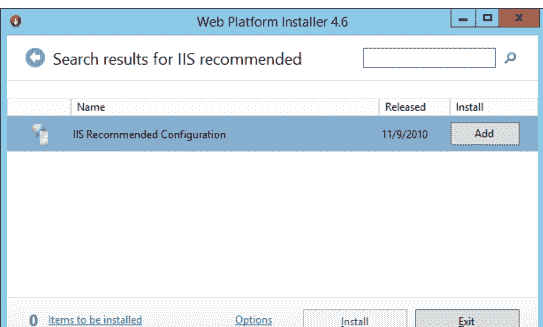 Web Platform Installer 4.6
Search results for IIS recommended
Name Released Install
IIS Recommended Configuration 11/9/2010 Add
0 Items to be installed Options Install Exit